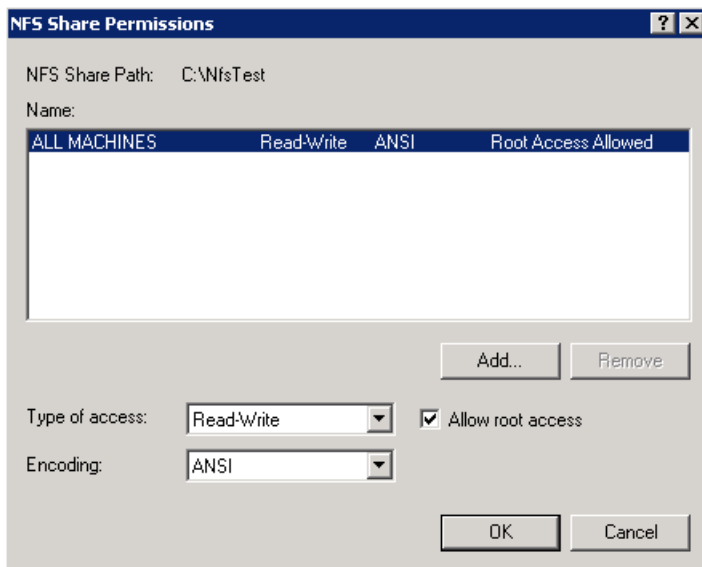 NFS Share Permissions
NFS Share Path: C:\NfsTest
Name:
ALL MACHINES Read-Write ANSI Root Access Allowed
Add... Remove
Type of access: Read-Write Allow root access
Encoding: ANSI
OK Cancel